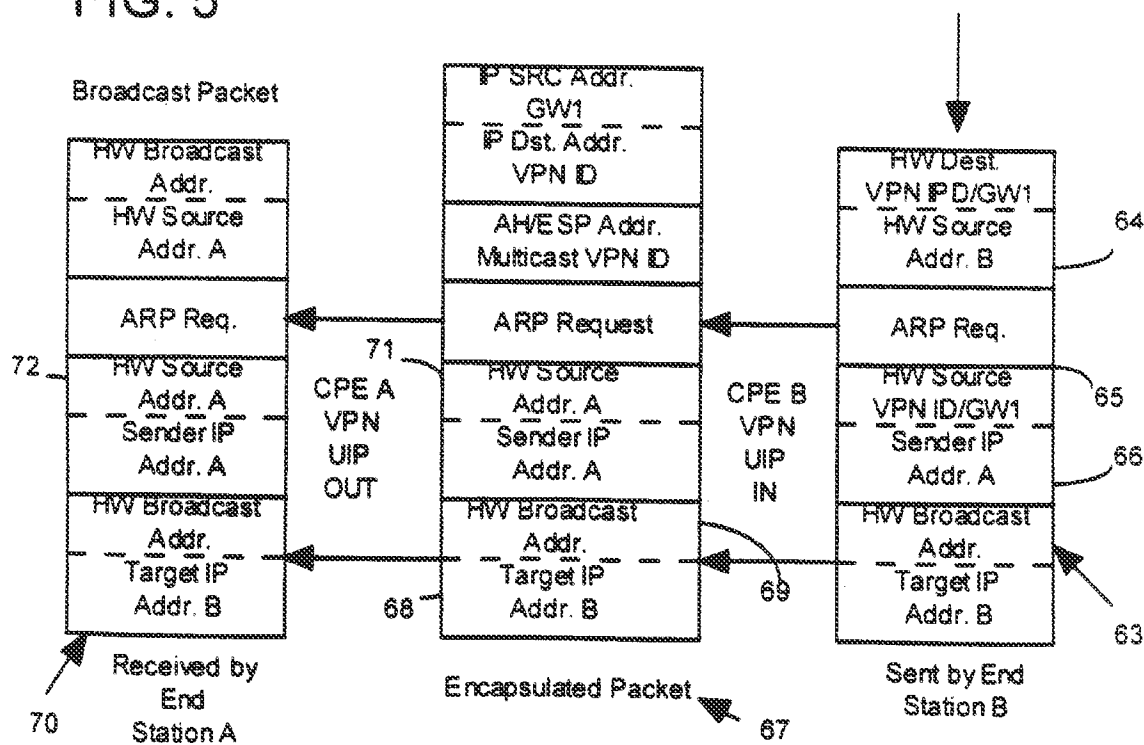 FIG. 5
Broadcast Packet
HW Broadcast
Addr.
HW Source
Addr. A
ARP Req.
72
HW Source
Addr. A
Sender IP
Addr. A
HW Broadcast
Addr.
Target IP
Addr. B
70
Received by
End
Station A
CPE A
VPN
UIP
OUT
IP SRC Addr.
GW1
IP Dst. Addr.
VPN ID
AH/ESP Addr.
Multicast VPN ID
ARP Request
71
HW Source
Addr. A
Sender IP
Addr. A
HW Broadcast
Addr.
Target IP
Addr. B
68
69
Encapsulated Packet
67
CPE B
VPN
UIP
IN
HW Dest.
VPN IPD/GW1
HW Source
Addr. B
64
ARP Req.
65
HW Source
VPN ID/GW1
Sender IP
Addr. A
66
HW Broadcast
Addr.
Target IP
Addr. B
63
Sent by End
Station B